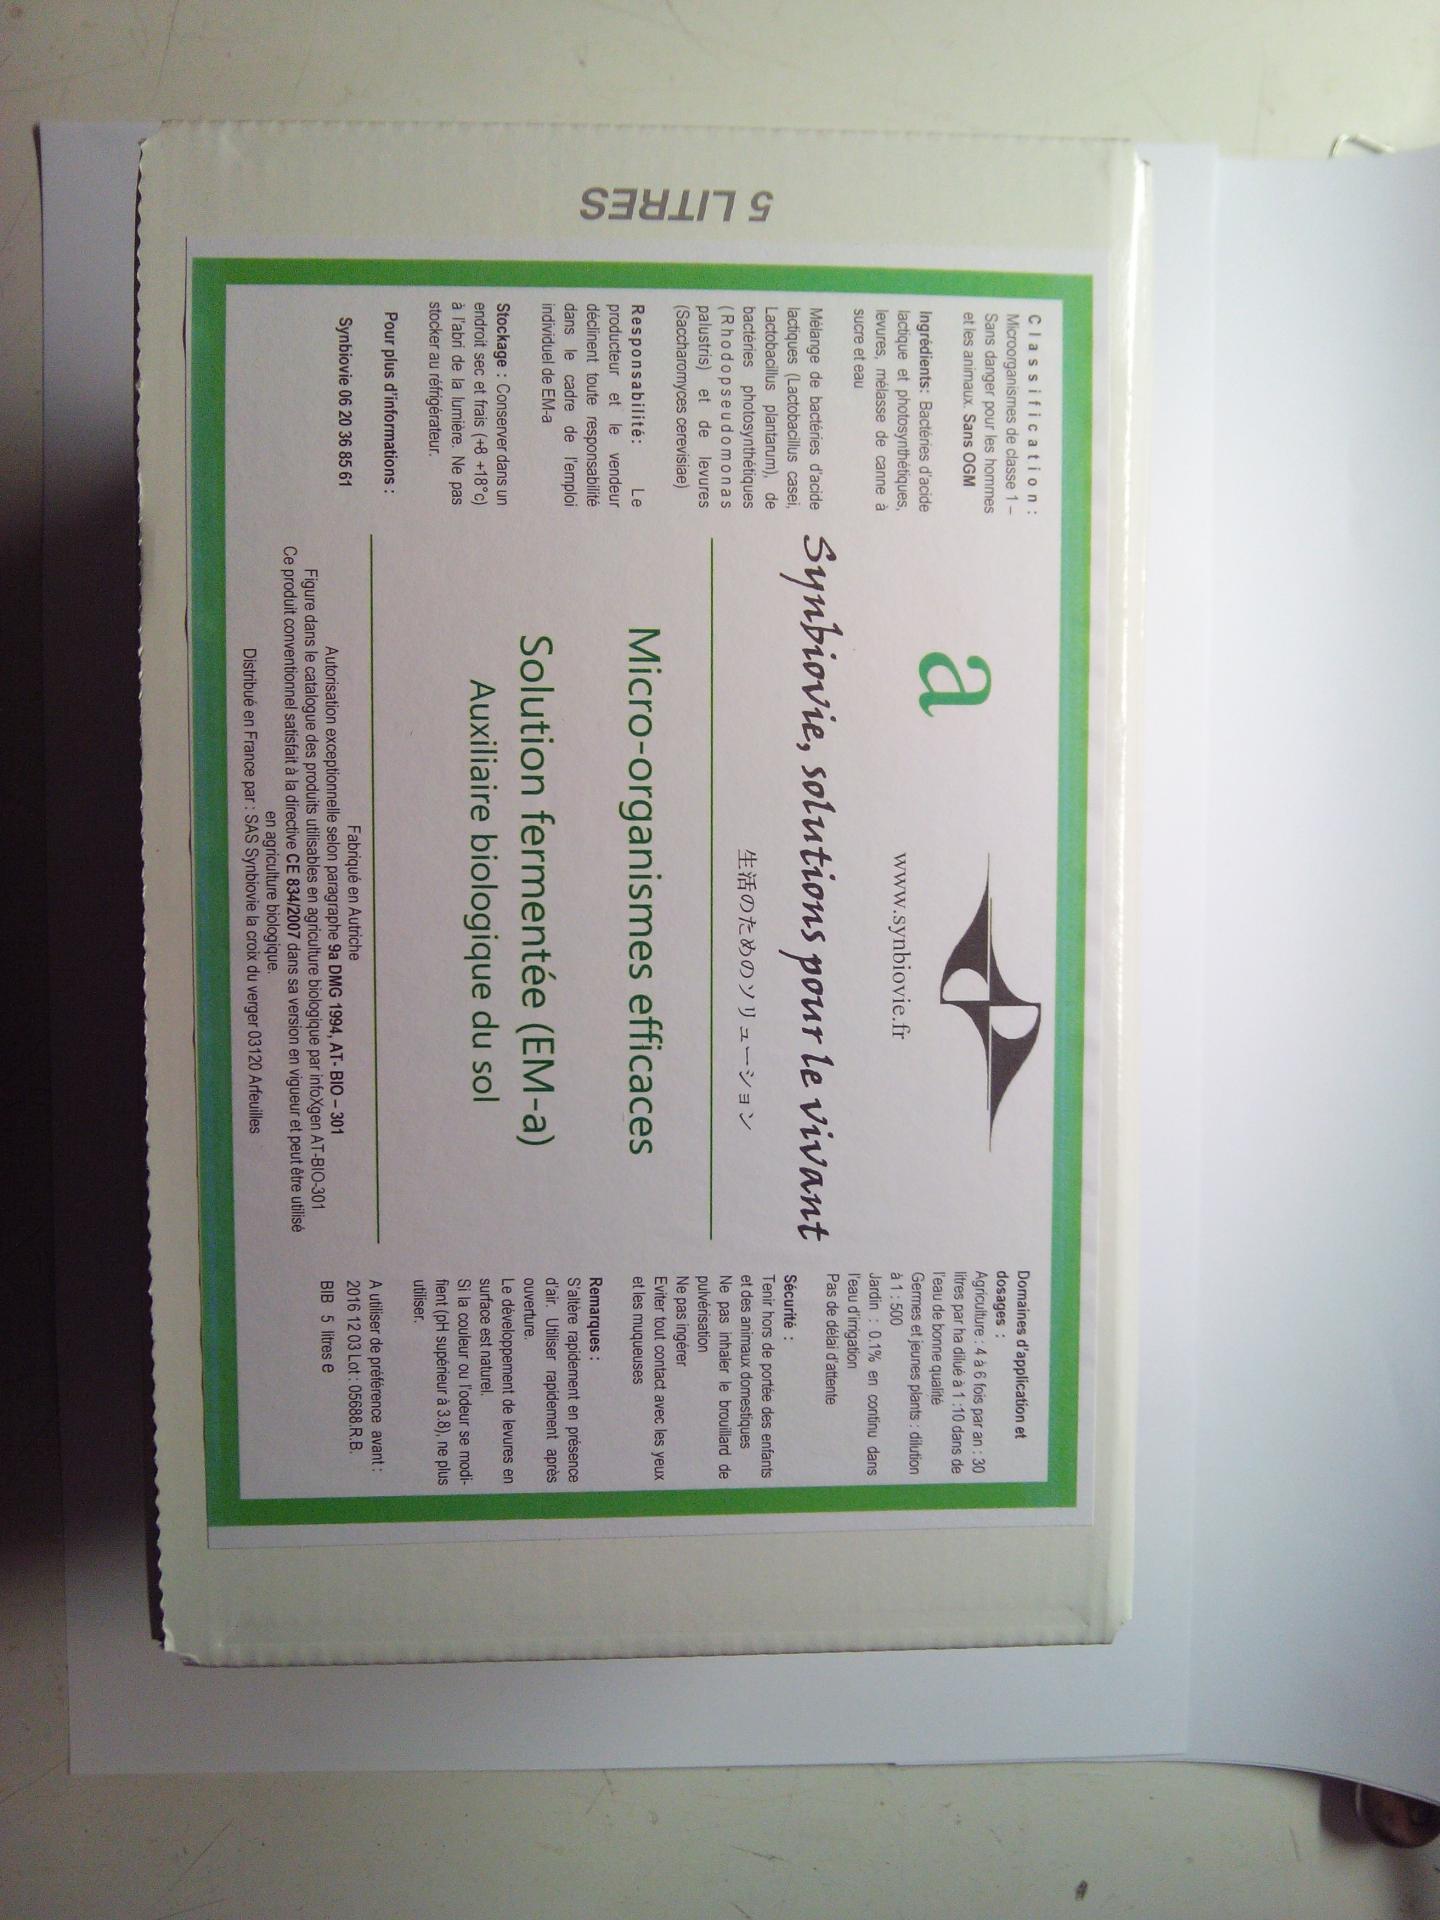 5 LITRES
Classification :
Microorganismes de classe 1 –
Sans danger pour les hommes
et les animaux. Sans OGM
Ingrédients: Bactéries d'acide
lactique et photosynthétiques,
levures, mélasse de canne à
sucre et eau
Mélange de bactéries d'acide
lactiques (Lactobacillus casei,
Lactobacillus plantarum), de
bactéries photosynthétiques
(Rhodopseudomonas
palustris) et de levures
(Saccharomyces cerevisiae)
Responsabilité: Le
producteur et le vendeur
déclinent toute responsabilité
dans le cadre de l'emploi
individuel de EM-a
Stockage : Conserver dans un
endroit sec et frais (+8 +18°c)
à l'abri de la lumière. Ne pas
stocker au réfrigérateur.
Pour plus d'informations :
Synbiovie 06 20 36 85 61
a
www.synbiovie.fr
Synbiovie, solutions pour le vivant
生活のためのソリューション
Micro-organismes efficaces
Solution fermentée (EM-a)
Auxiliaire biologique du sol
Fabriqué en Autriche
Autorisation exceptionnelle selon paragraphe 9a DMG 1994, AT- BIO – 301
Figure dans le catalogue des produits utilisables en agriculture biologique par infoXgen AT-BIO-301
Ce produit conventionnel satisfait à la directive CE 834/2007 dans sa version en vigueur et peut être utilisé
en agriculture biologique.
Distribué en France par : SAS Synbiovie la croix du verger 03120 Arfeuilles
Domaines d'application et
dosages :
Agriculture : 4 à 6 fois par an : 30
litres par ha dilué à 1 :10 dans de
l'eau de bonne qualité
Germes et jeunes plants : dilution
à 1 : 500
Jardin : 0.1% en continu dans
l'eau d'irrigation
Pas de délai d'attente
Sécurité :
Tenir hors de portée des enfants
et des animaux domestiques
Ne pas inhaler le brouillard de
pulvérisation
Ne pas ingérer
Eviter tout contact avec les yeux
et les muqueuses
Remarques :
S'altère rapidement en présence
d'air. Utiliser rapidement après
ouverture.
Le développement de levures en
surface est naturel.
Si la couleur ou l'odeur se modi-
fient (pH supérieur à 3.8), ne plus
utiliser.
A utiliser de préférence avant :
2016 12 03 Lot : 05688.R.B.
BIB 5 litres e